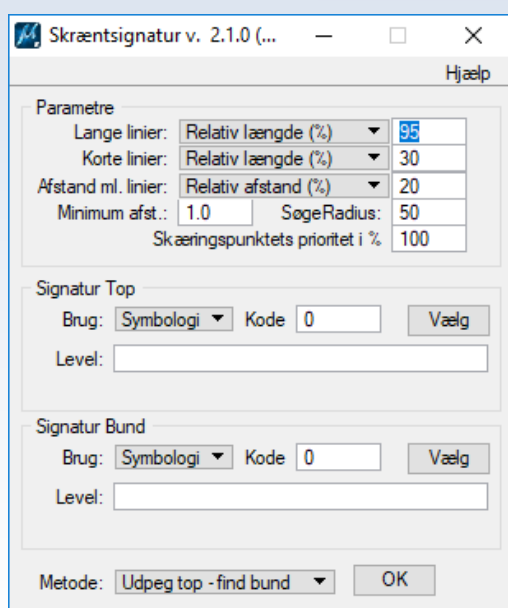 Skræntsignatur v. 2.1.0 (...
Hjælp
Parametre
Lange linier: Relativ længde (%) 95
Korte linier: Relativ længde (%) 30
Afstand ml. linier: Relativ afstand (%) 20
Minimum afst.: 1.0 SøgeRadius: 50
Skæringspunktets prioritet i % 100
Signatur Top
Brug: Symbologi Kode 0 Vælg
Level:
Signatur Bund
Brug: Symbologi Kode 0 Vælg
Level:
Metode: Udpeg top - find bund OK